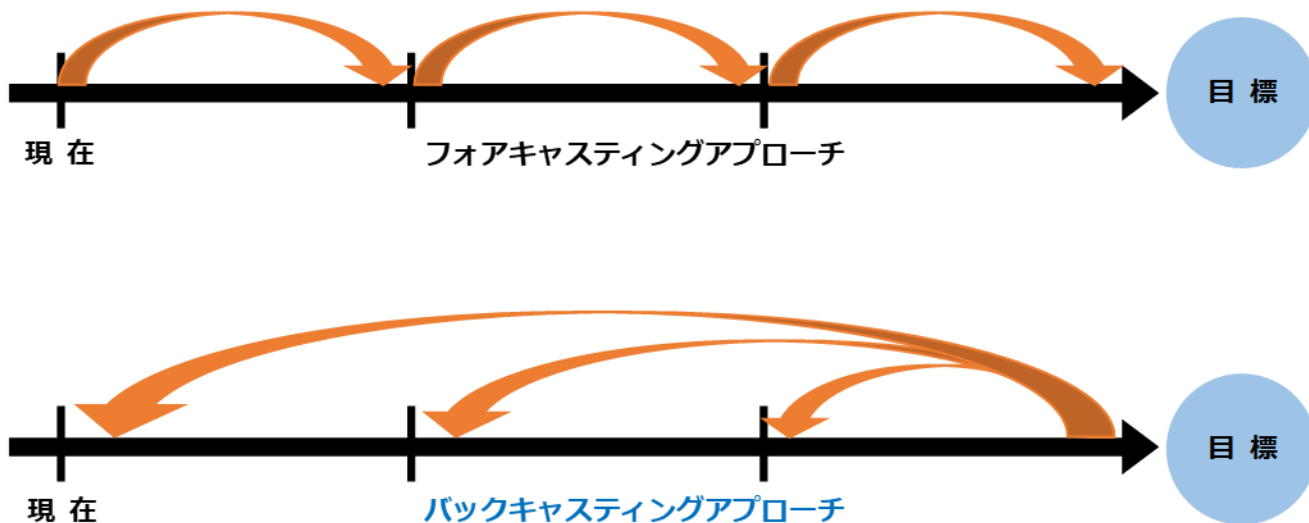 目 標
現 在
フォアキャスティングアプローチ
目 標
現 在
バックキャスティングアプローチ